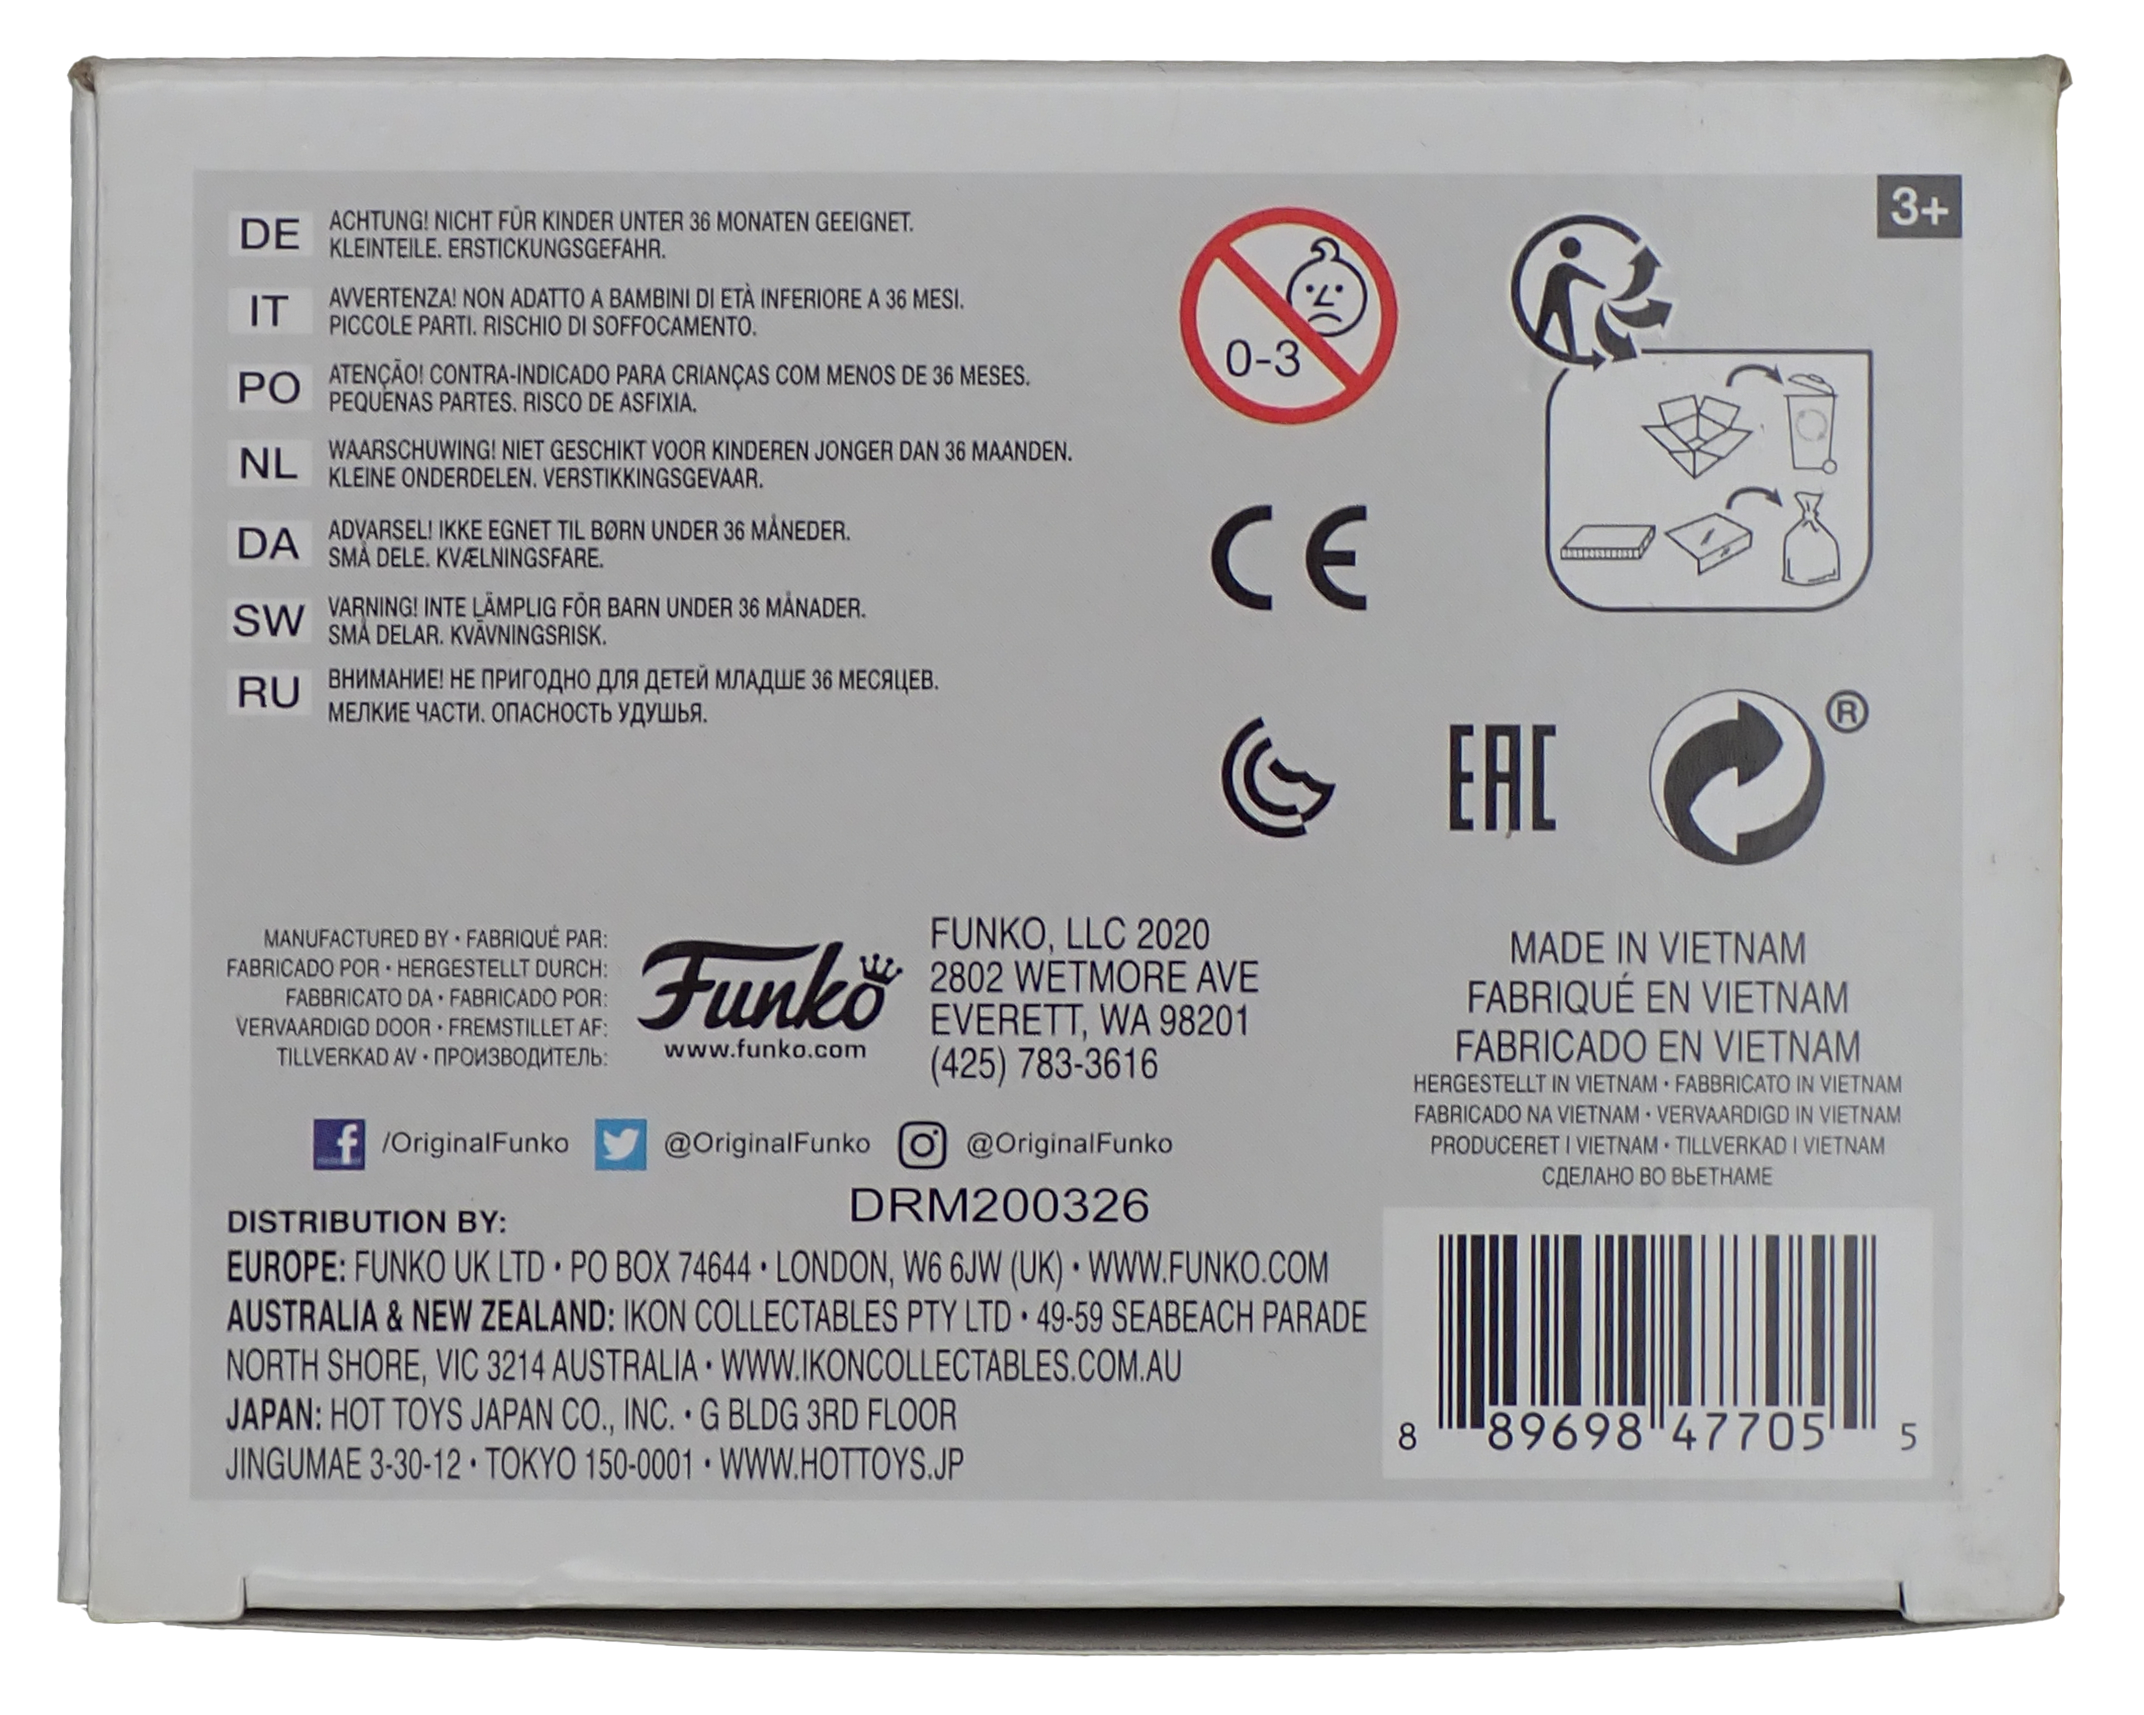 3+
DE
ACHTUNG! NICHT FÜR KINDER UNTER 36 MONATEN GEEIGNET.
KLEINTEILE. ERSTICKUNGSGEFAHR.
IT
AVVERTENZA! NON ADATTO A BAMBINI DI ETÀ INFERIORE A 36 MESI.
PICCOLE PARTI. RISCHIO DI SOFFOCAMENTO.
PO
ATENÇÃO! CONTRA-INDICADO PARA CRIANÇAS COM MENOS DE 36 MESES.
PEQUENAS PARTES. RISCO DE ASFIXIA.
NL
WAARSCHUWING! NIET GESCHIKT VOOR KINDEREN JONGER DAN 36 MAANDEN.
KLEINE ONDERDELEN. VERSTIKKINGSGEVAAR.
DA
ADVARSEL! IKKE EGNET TIL BØRN UNDER 36 MÅNEDER.
SMÅ DELE. KVÆLNINGSFARE.
SW
VARNING! INTE LÄMPLIG FÖR BARN UNDER 36 MÅNADER.
SMÅ DELAR. KVÄVNINGSRISK.
RU
ВНИМАНИЕ! НЕ ПРИГОДНО ДЛЯ ДЕТЕЙ МЛАДШЕ 36 МЕСЯЦЕВ.
МЕЛКИЕ ЧАСТИ. ОПАСНОСТЬ УДУШЬЯ.
0-3
CE
EAC
®
MANUFACTURED BY • FABRIQUÉ PAR:
FABRICADO POR • HERGESTELLT DURCH:
FABBRICATO DA • FABRICADO POR:
VERVAARDIGD DOOR • FREMSTILLET AF:
TILLVERKAD AV • ПРОИЗВОДИТЕЛЬ:
Funko
www.funko.com
FUNKO, LLC 2020
2802 WETMORE AVE
EVERETT, WA 98201
(425) 783-3616
MADE IN VIETNAM
FABRIQUÉ EN VIETNAM
FABRICADO EN VIETNAM
HERGESTELLT IN VIETNAM • FABBRICATO IN VIETNAM
FABRICADO NA VIETNAM • VERVAARDIGD IN VIETNAM
PRODUCERET I VIETNAM • TILLVERKAD I VIETNAM
СДЕЛАНО ВО ВЬЕТНАМЕ
f /OriginalFunko @OriginalFunko @OriginalFunko
DRM200326
DISTRIBUTION BY:
EUROPE: FUNKO UK LTD • PO BOX 74644 • LONDON, W6 6JW (UK) • WWW.FUNKO.COM
AUSTRALIA & NEW ZEALAND: IKON COLLECTABLES PTY LTD • 49-59 SEABEACH PARADE
NORTH SHORE, VIC 3214 AUSTRALIA • WWW.IKONCOLLECTABLES.COM.AU
JAPAN: HOT TOYS JAPAN CO., INC. • G BLDG 3RD FLOOR
JINGUMAE 3-30-12 • TOKYO 150-0001 • WWW.HOTTOYS.JP
8 89698 47705 5